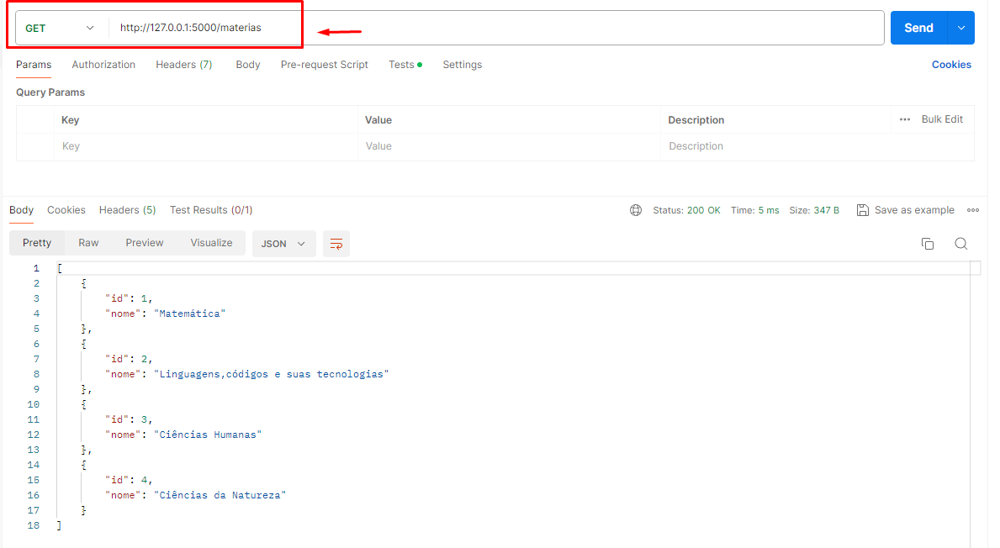 GET http://127.0.0.1:5000/materias Send
Params Authorization Headers (7) Body Pre-request Script Tests Settings Cookies
Query Params
Key Value Description Bulk Edit
Key Value Description
Body Cookies Headers (5) Test Results (0/1) Status: 200 OK Time: 5 ms Size: 347 B Save as example
Pretty Raw Preview Visualize JSON
1 [
2 {
3 "id": 1,
4 "nome": "Matemática"
5 },
6 {
7 "id": 2,
8 "nome": "Linguagens,códigos e suas tecnologias"
9 },
10 {
11 "id": 3,
12 "nome": "Ciências Humanas"
13 },
14 {
15 "id": 4,
16 "nome": "Ciências da Natureza"
17 }
18 ]